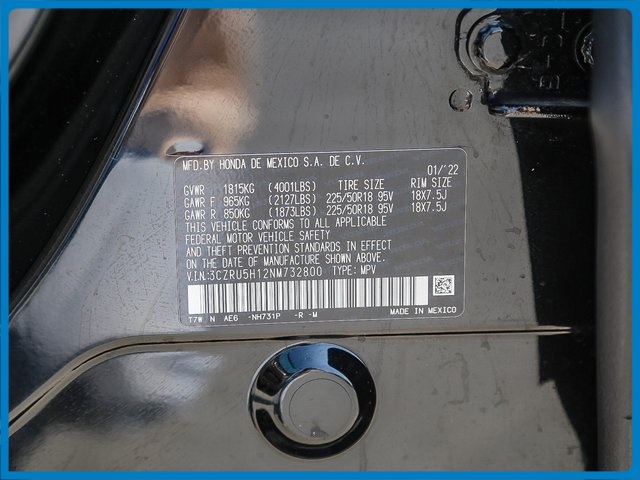 MFD.BY HONDA DE MEXICO S.A. DE C.V.
01/'22
GVWR 1815KG (4001LBS) TIRE SIZE RIM SIZE
GAWR F 965KG (2127LBS) 225/50R18 95V 18X7.5J
GAWR R 850KG (1873LBS) 225/50R18 95V 18X7.5J
THIS VEHICLE CONFORMS TO ALL APPLICABLE
FEDERAL MOTOR VEHICLE SAFETY
AND THEFT PREVENTION STANDARDS IN EFFECT
ON THE DATE OF MANUFACTURE SHOWN ABOVE.
V.I.N.:3CZRU5H12NM732800 TYPE: MPV
T7W N AE6 -NH731P -R -M MADE IN MEXICO